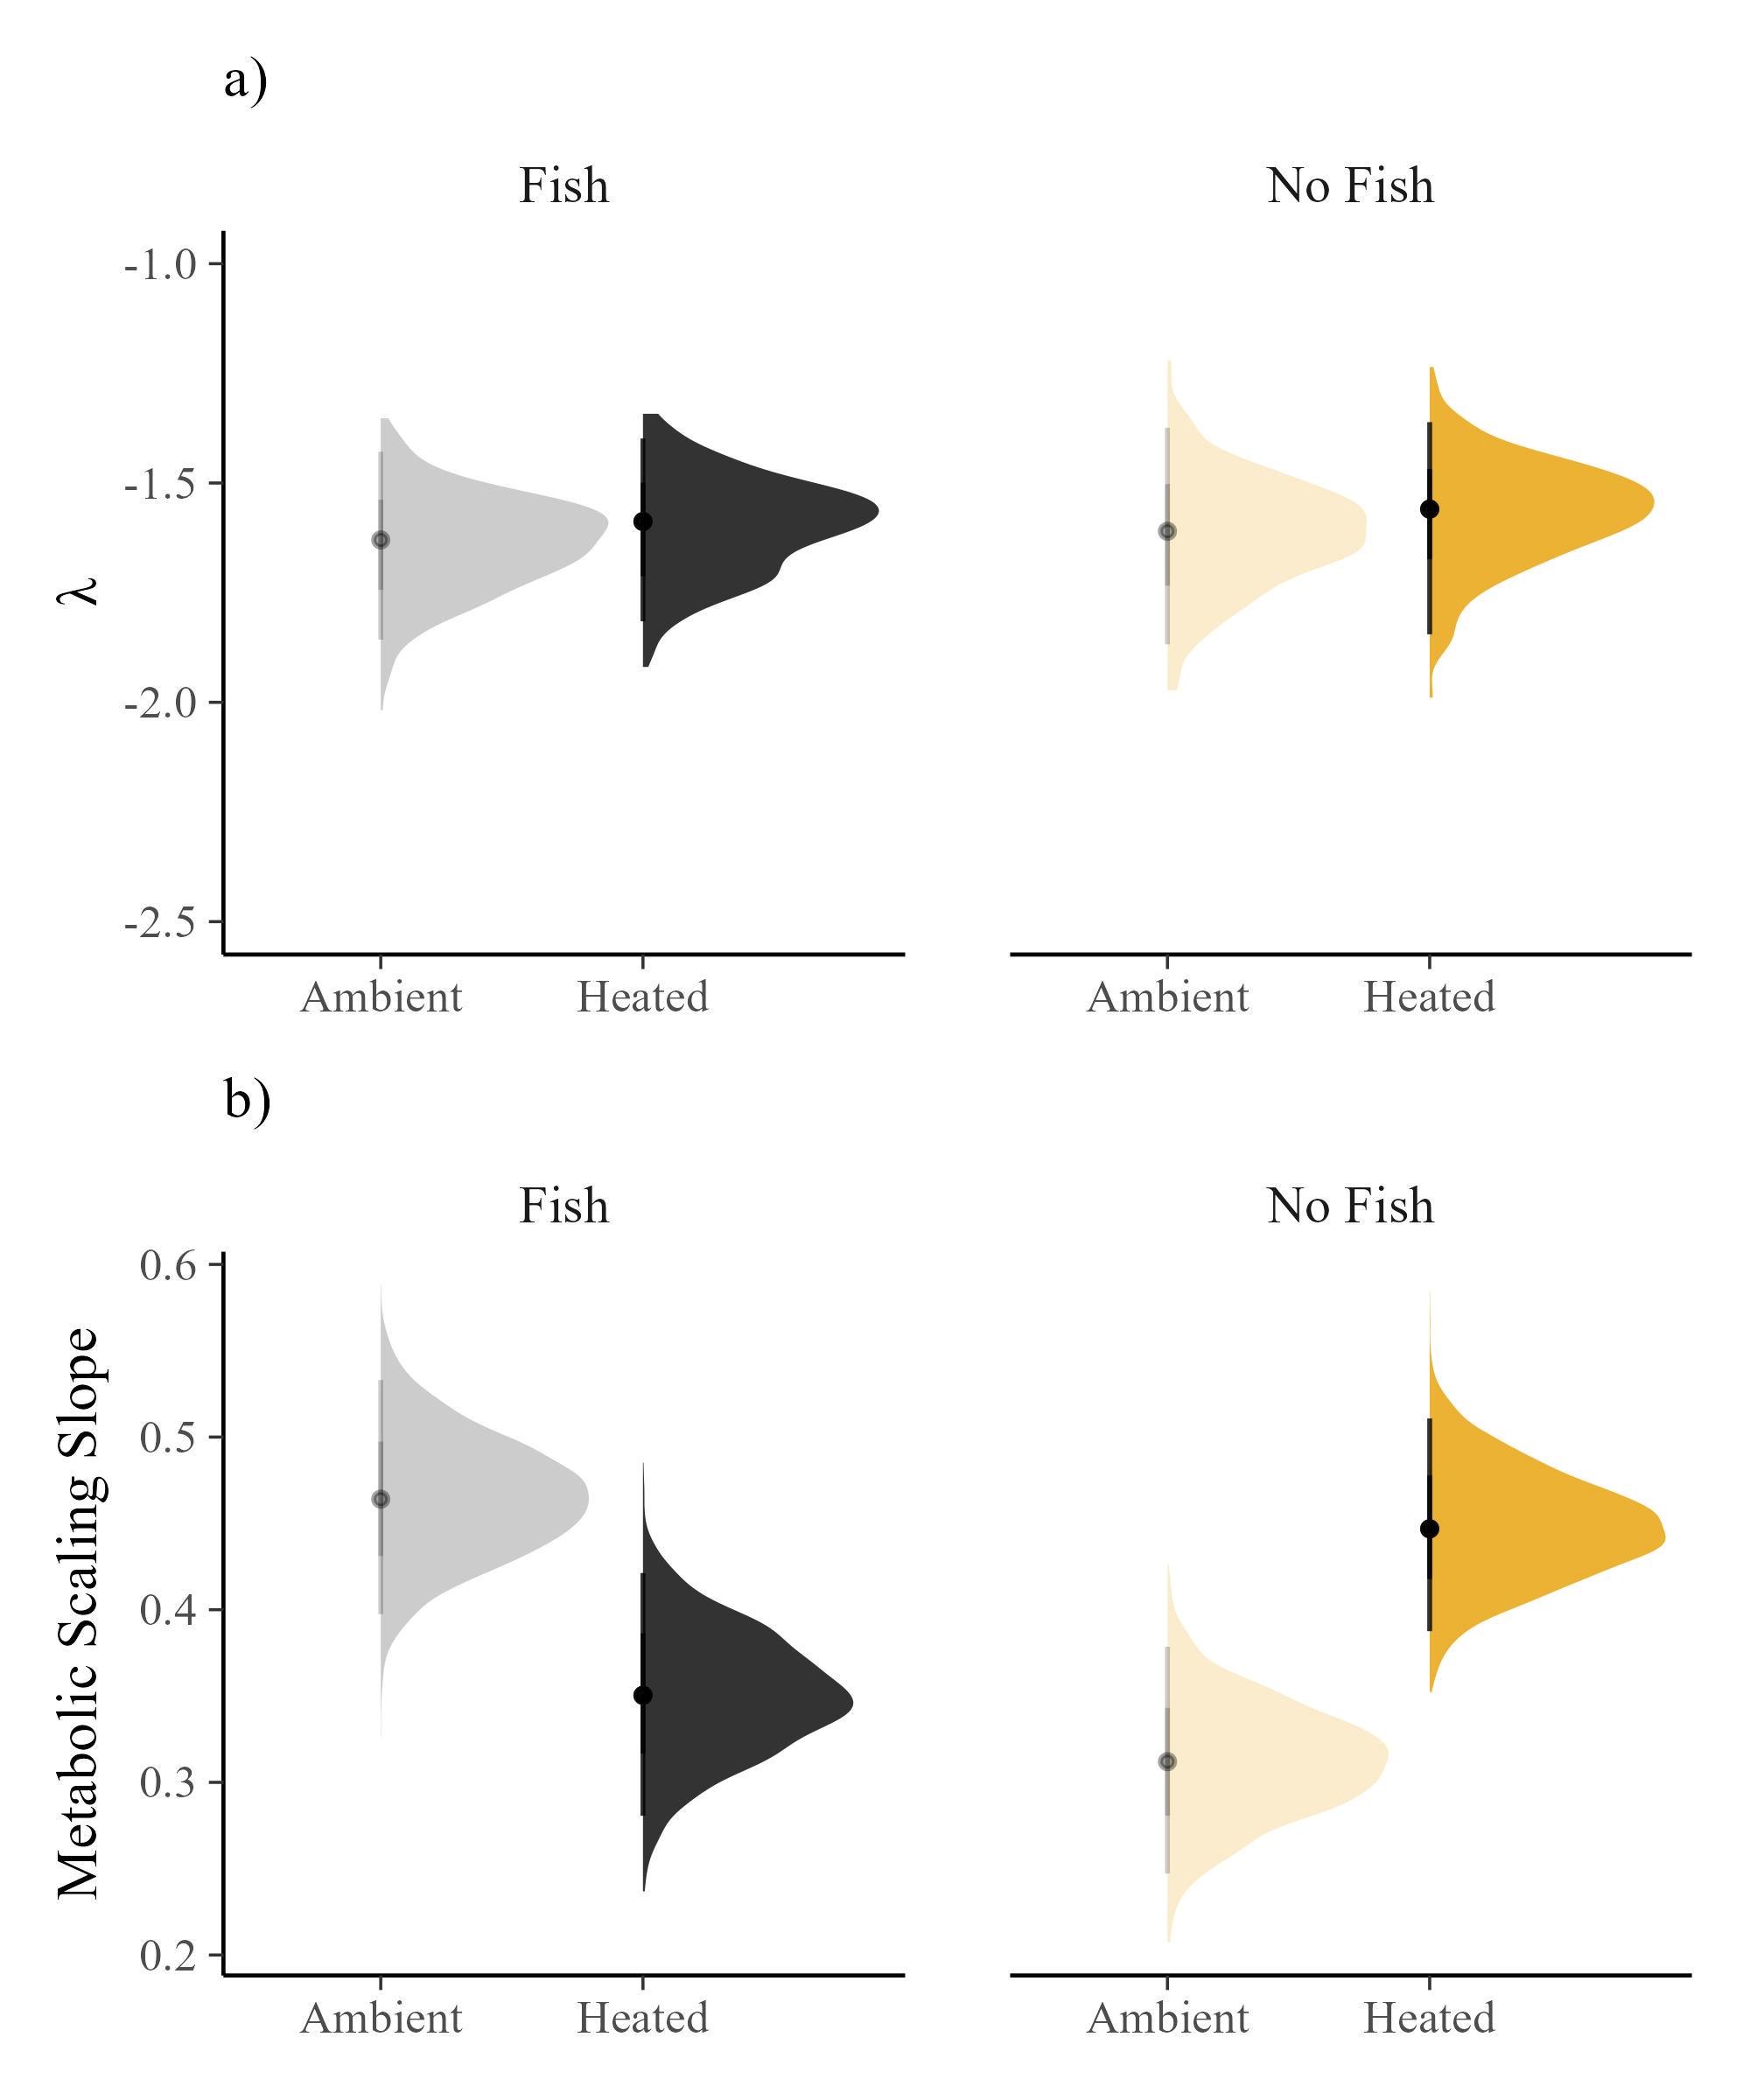 a)
Fish No Fish
-1.0
-1.5
-2.0
-2.5
λ
Ambient Heated Ambient Heated
b)
Fish No Fish
0.6
0.5
0.4
0.3
0.2
Metabolic Scaling Slope
Ambient Heated Ambient Heated